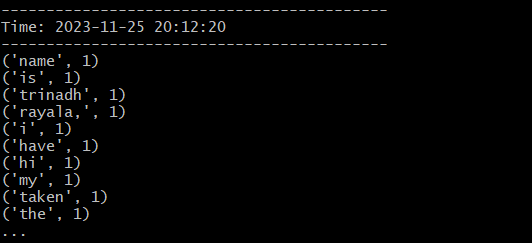 -------------------------------------------
Time: 2023-11-25 20:12:20
-------------------------------------------
('name', 1)
('is', 1)
('trinadh', 1)
('rayala,', 1)
('i', 1)
('have', 1)
('hi', 1)
('my', 1)
('taken', 1)
('the', 1)
...